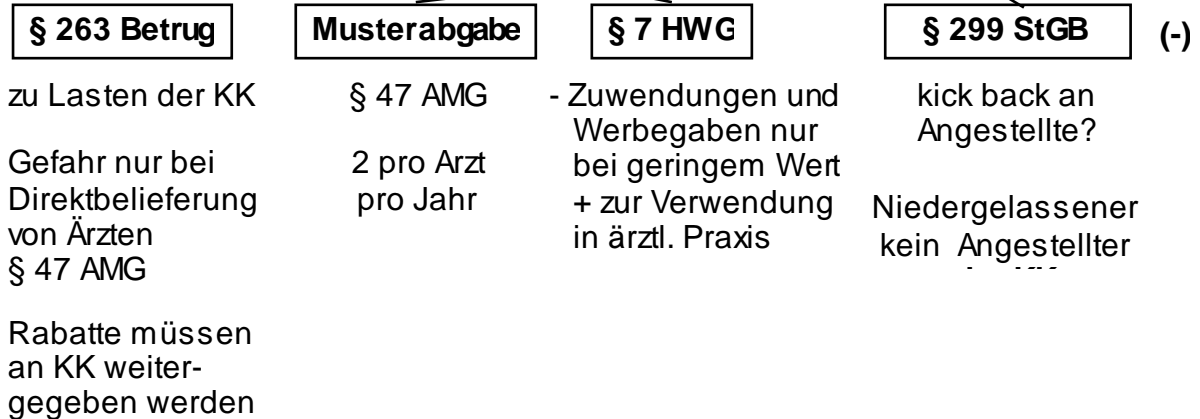 § 263 Betrug
zu Lasten der KK
Gefahr nur bei
Direktbelieferung
von Ärzten
§ 47 AMG
Rabatte müssen
an KK weiter-
gegeben werden
Musterabgabe
§ 47 AMG
2 pro Arzt
pro Jahr
§ 7 HWG
- Zuwendungen und
Werbegaben nur
bei geringem Wert
+ zur Verwendung
in ärztl. Praxis
§ 299 StGB
(-)
kick back an
Angestellte?
Niedergelassener
kein Angestellter